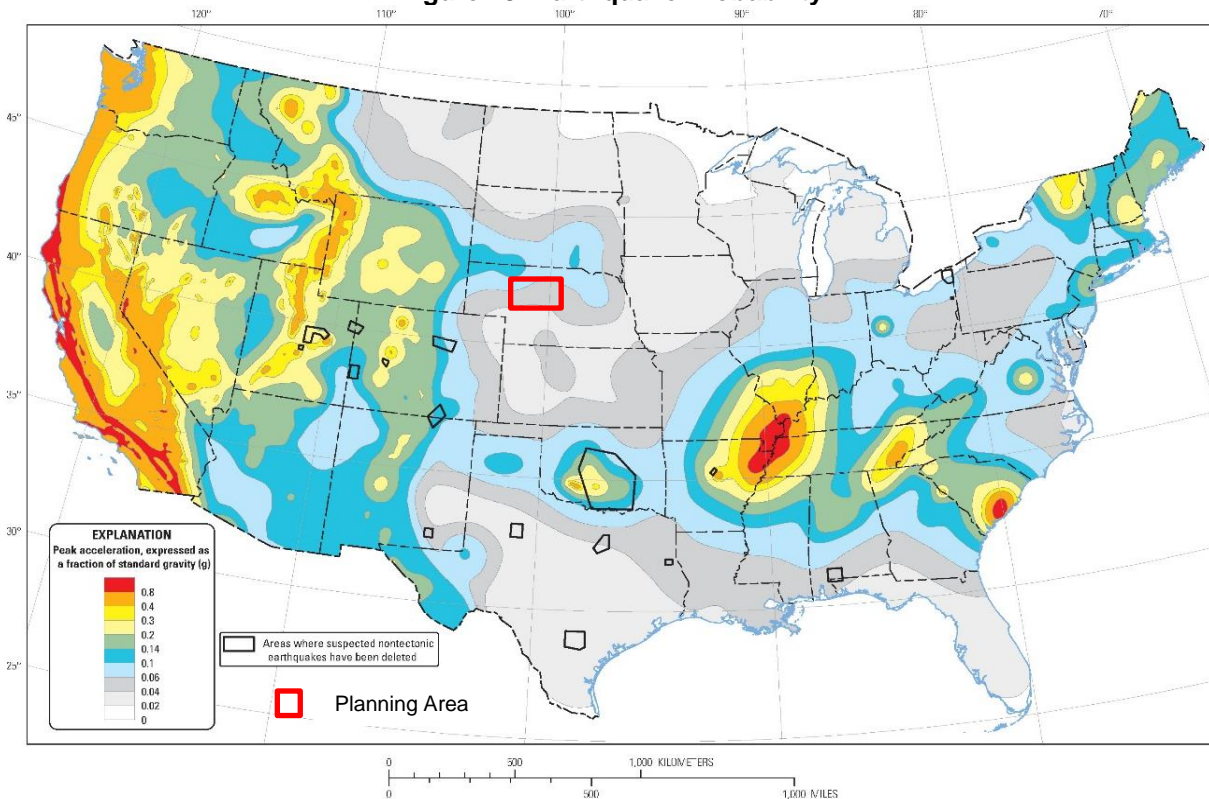 120°
110°
100°
90°
80°
70°
45°
40°
35°
30°
25°
EXPLANATION
Peak acceleration, expressed as
a fraction of standard gravity (g)
0.8
0.4
0.3
0.2
0.14
0.1
0.06
0.04
0.02
0
Areas where suspected nontectonic
earthquakes have been deleted
Planning Area
0 500 1,000 KILOMETERS
0 500 1,000 MILES